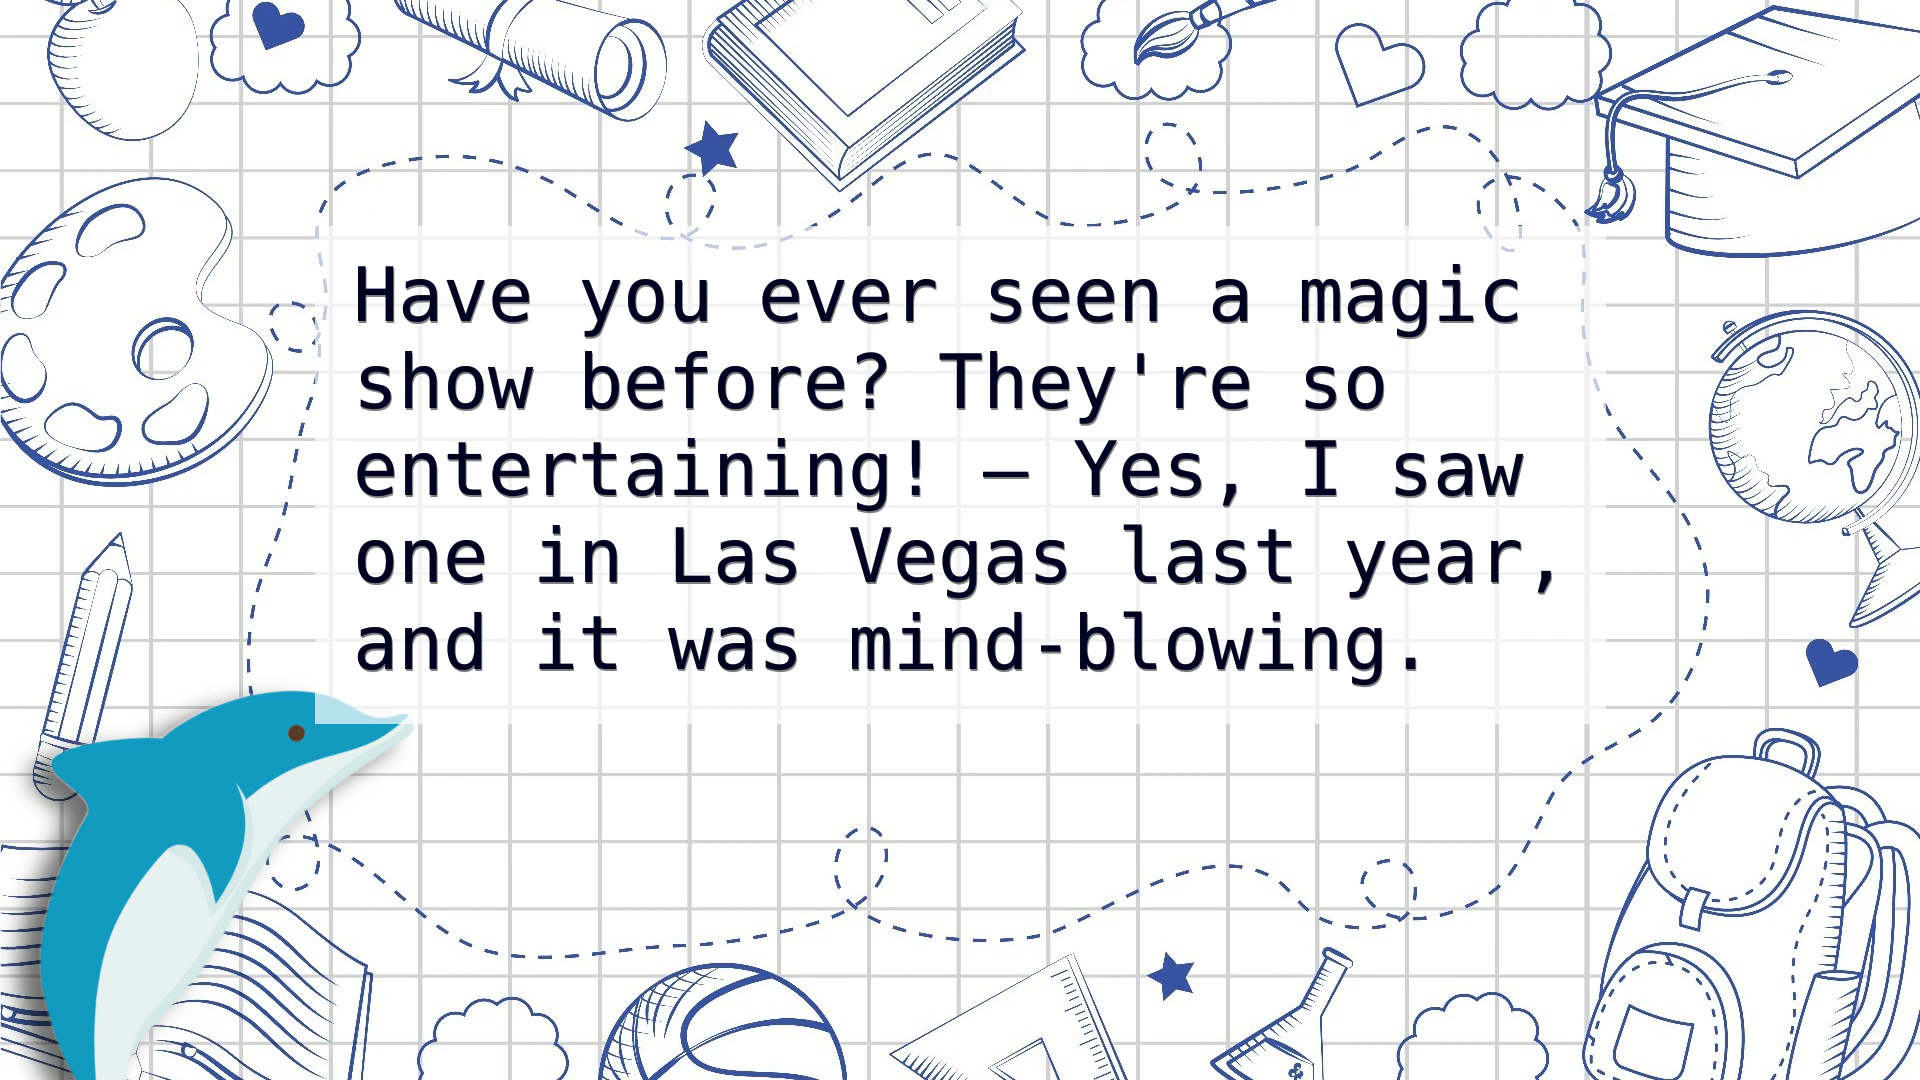 Have you ever seen a magic
show before? They're so
entertaining! – Yes, I saw
one in Las Vegas last year,
and it was mind-blowing.